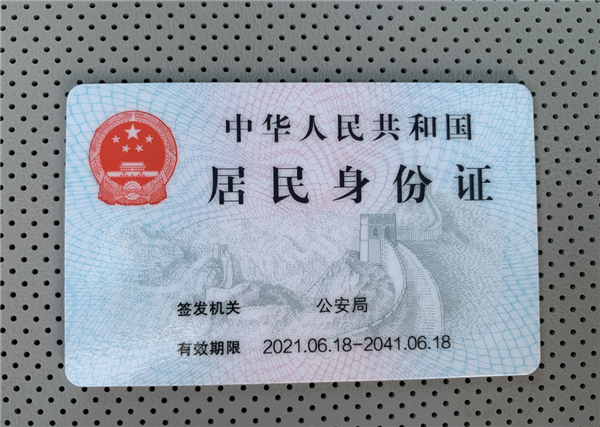 中华人民共和国
居民身份证
签发机关 公安局
有效期限 2021.06.18-2041.06.18